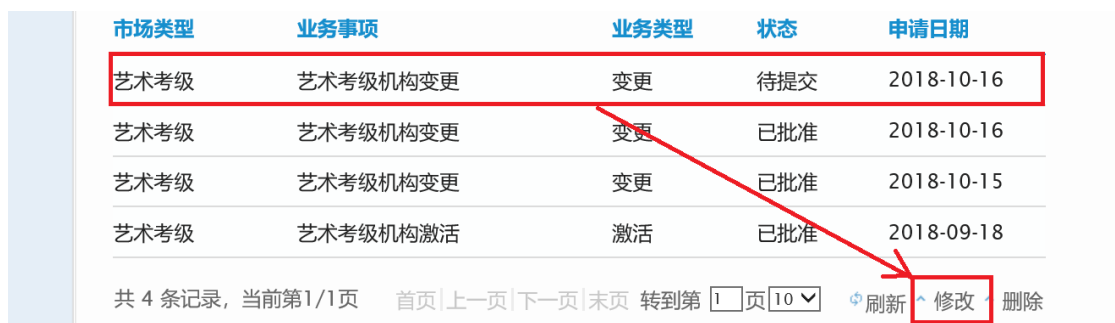 市场类型 业务事项 业务类型 状态 申请日期
艺术考级 艺术考级机构变更 变更 待提交 2018-10-16
艺术考级 艺术考级机构变更 变更 已批准 2018-10-16
艺术考级 艺术考级机构变更 变更 已批准 2018-10-15
艺术考级 艺术考级机构激活 激活 已批准 2018-09-18
共 4 条记录，当前第1/1页 首页|上一页|下一页|末页 转到第 1 页 10 刷新 修改 删除